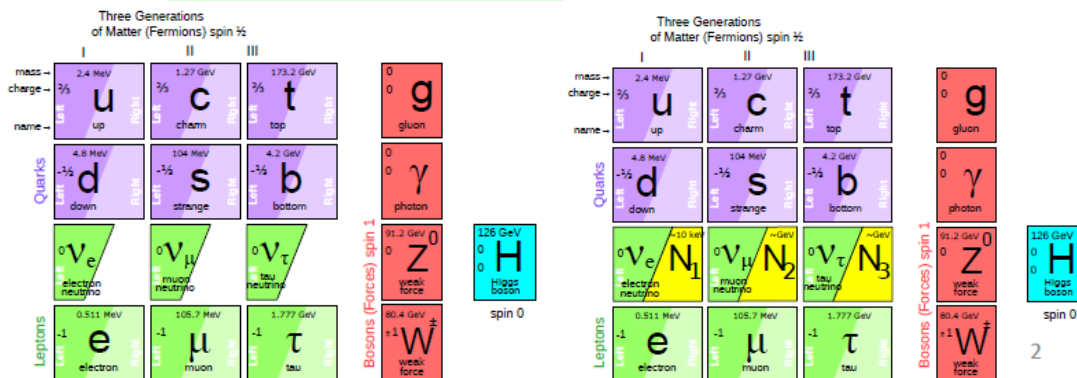 Three Generations
of Matter (Fermions) spin ½
I II III
mass→ 2.4 MeV 1.27 GeV 173.2 GeV 0
charge→ ⅔ ⅔ ⅔ 0
Left u Right Left c Right Left t Right g
name→ up charm top gluon
4.8 MeV 104 MeV 4.2 GeV 0
-⅓ -⅓ -⅓ 0
Quarks Left d Right Left s Right Left b Right γ
down strange bottom photon
91.2 GeV 126 GeV
0 νe 0 νμ 0 ντ 0 Z0 0 0 H
Left Left Left
electron neutrino muon neutrino tau neutrino weak force Higgs boson
spin 0
0.511 MeV 105.7 MeV 1.777 GeV 80.4 GeV
-1 -1 -1 ±1
Leptons Left e Right Left μ Right Left τ Right W±
electron muon tau weak force
Bosons (Forces) spin 1
Three Generations
of Matter (Fermions) spin ½
I II III
mass→ 2.4 MeV 1.27 GeV 173.2 GeV 0
charge→ ⅔ ⅔ ⅔ 0
Left u Right Left c Right Left t Right g
name→ up charm top gluon
4.8 MeV 104 MeV 4.2 GeV 0
-⅓ -⅓ -⅓ 0
Quarks Left d Right Left s Right Left b Right γ
down strange bottom photon
~10 keV ~GeV ~GeV 91.2 GeV 126 GeV
0 νe N1 0 νμ N2 0 ντ N3 0 Z0 0 0 H
Left Left Left
electron neutrino muon neutrino tau neutrino weak force Higgs boson
spin 0
0.511 MeV 105.7 MeV 1.777 GeV 80.4 GeV
-1 -1 -1 ±1
Leptons Left e Right Left μ Right Left τ Right W±
electron muon tau weak force
Bosons (Forces) spin 1
2